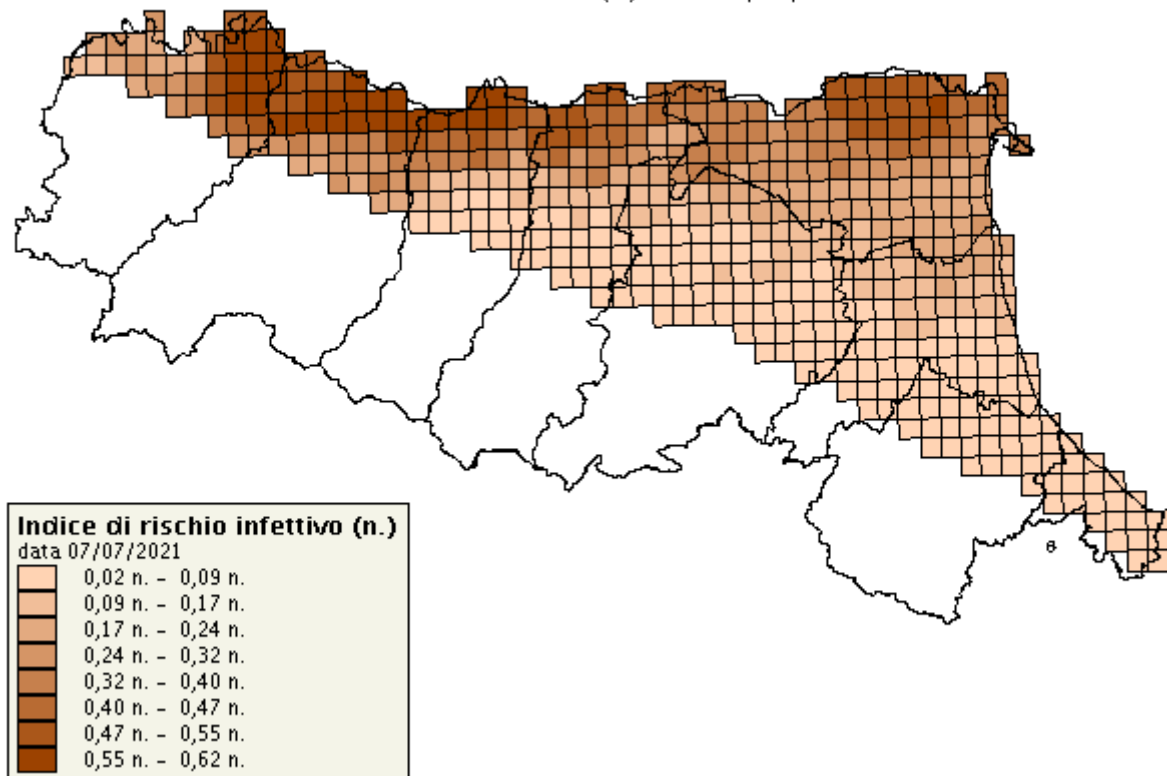 Indice di rischio infettivo (n.)
data 07/07/2021
0,02 n. - 0,09 n.
0,09 n. - 0,17 n.
0,17 n. - 0,24 n.
0,24 n. - 0,32 n.
0,32 n. - 0,40 n.
0,40 n. - 0,47 n.
0,47 n. - 0,55 n.
0,55 n. - 0,62 n.